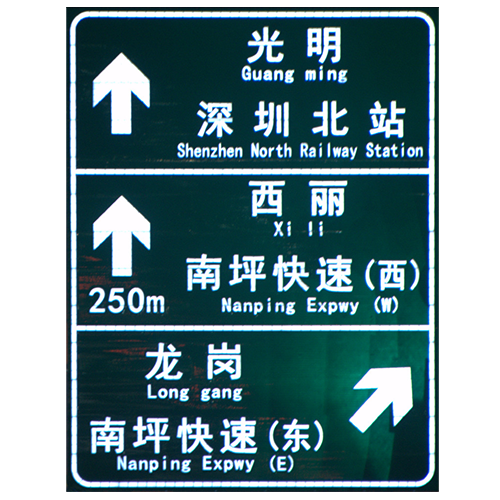 光明
Guang ming
深圳北站
Shenzhen North Railway Station
西丽
Xi li
南坪快速(西)
Nanping Expwy (W)
250m
龙岗
Long gang
南坪快速(东)
Nanping Expwy (E)